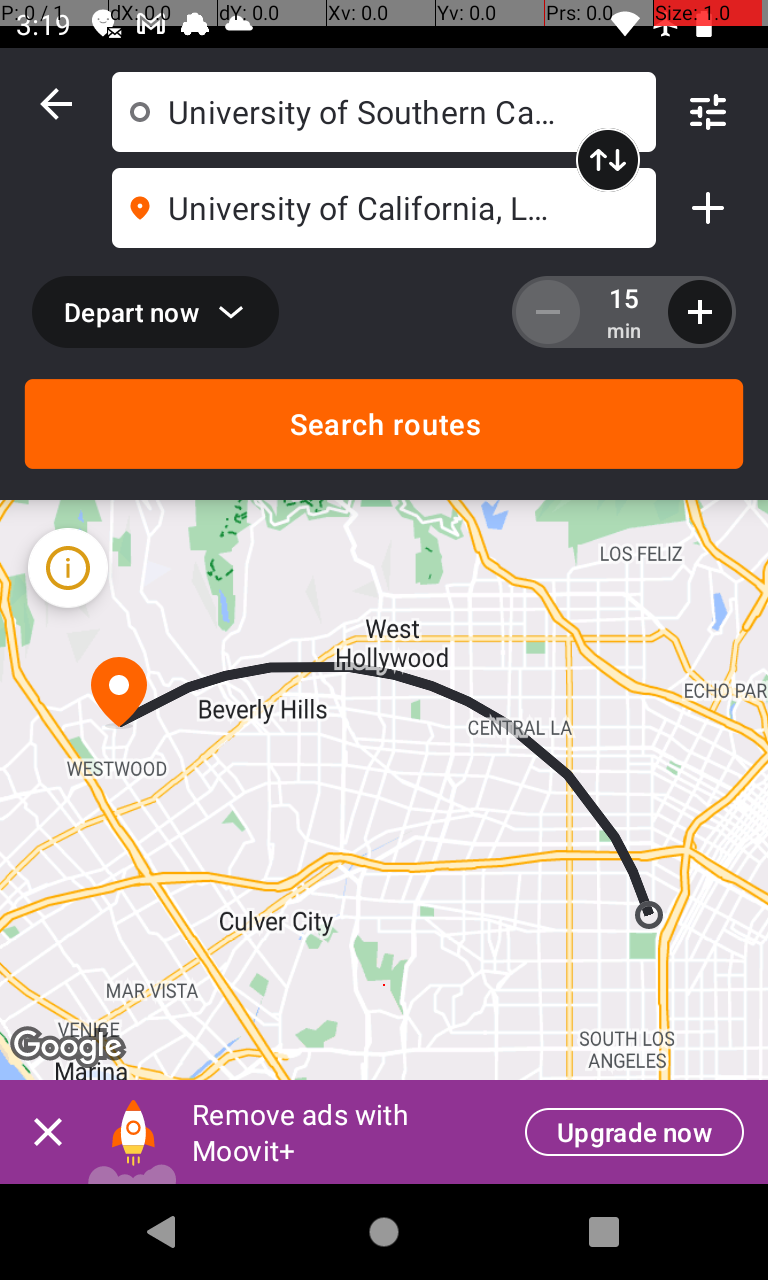 P: 0 / 1 dX: 0.0 dY: 0.0 Xv: 0.0 Yv: 0.0 Prs: 0.0 Size: 1.0
3:19
University of Southern Ca...
University of California, L...
Depart now
15
min
Search routes
LOS FELIZ
West
Hollywood
ECHO PAR
Beverly Hills
CENTRAL LA
WESTWOOD
Culver City
MAR VISTA
VENICE
Google
SOUTH LOS
ANGELES
Marina
Remove ads with
Moovit+
Upgrade now